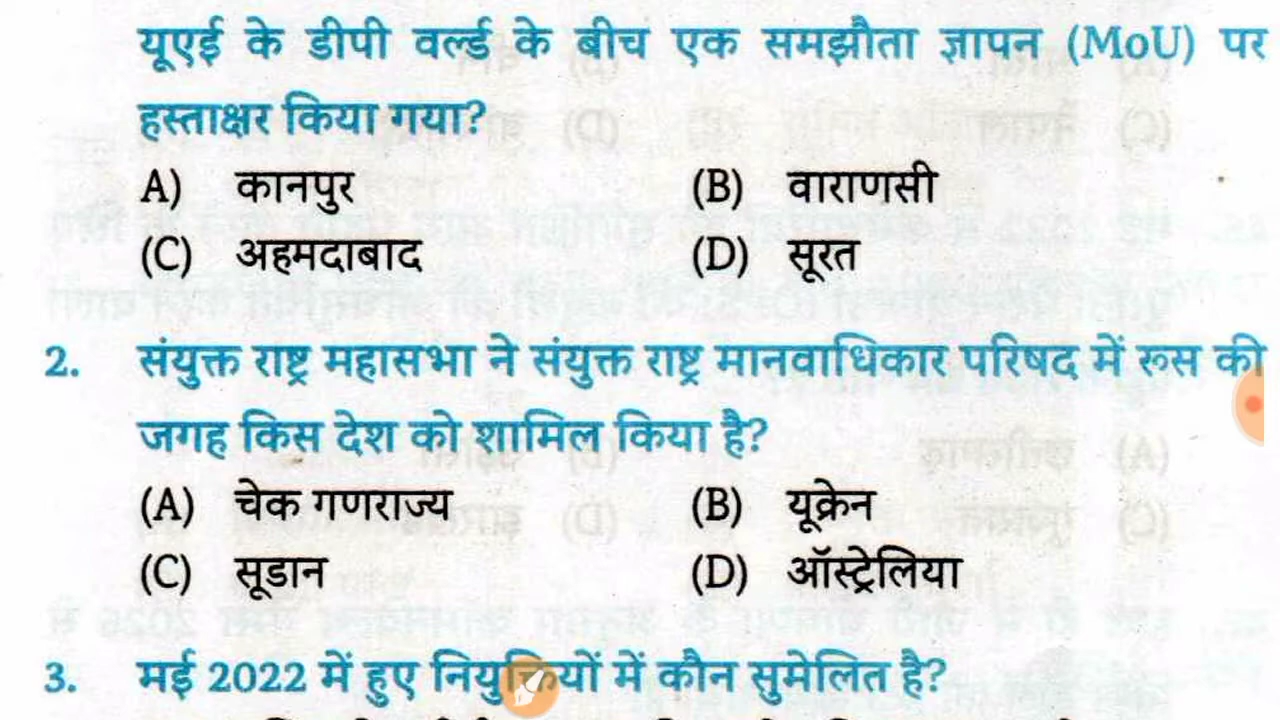 यूएई के डीपी वर्ल्ड के बीच एक समझौता ज्ञापन (MoU) पर
हस्ताक्षर किया गया?
A) कानपुर (B) वाराणसी
(C) अहमदाबाद (D) सूरत
2. संयुक्त राष्ट्र महासभा ने संयुक्त राष्ट्र मानवाधिकार परिषद में रूस की
जगह किस देश को शामिल किया है?
(A) चेक गणराज्य (B) यूक्रेन
(C) सूडान (D) ऑस्ट्रेलिया
3. मई 2022 में हुए नियुक्तियों में कौन सुमेलित है?